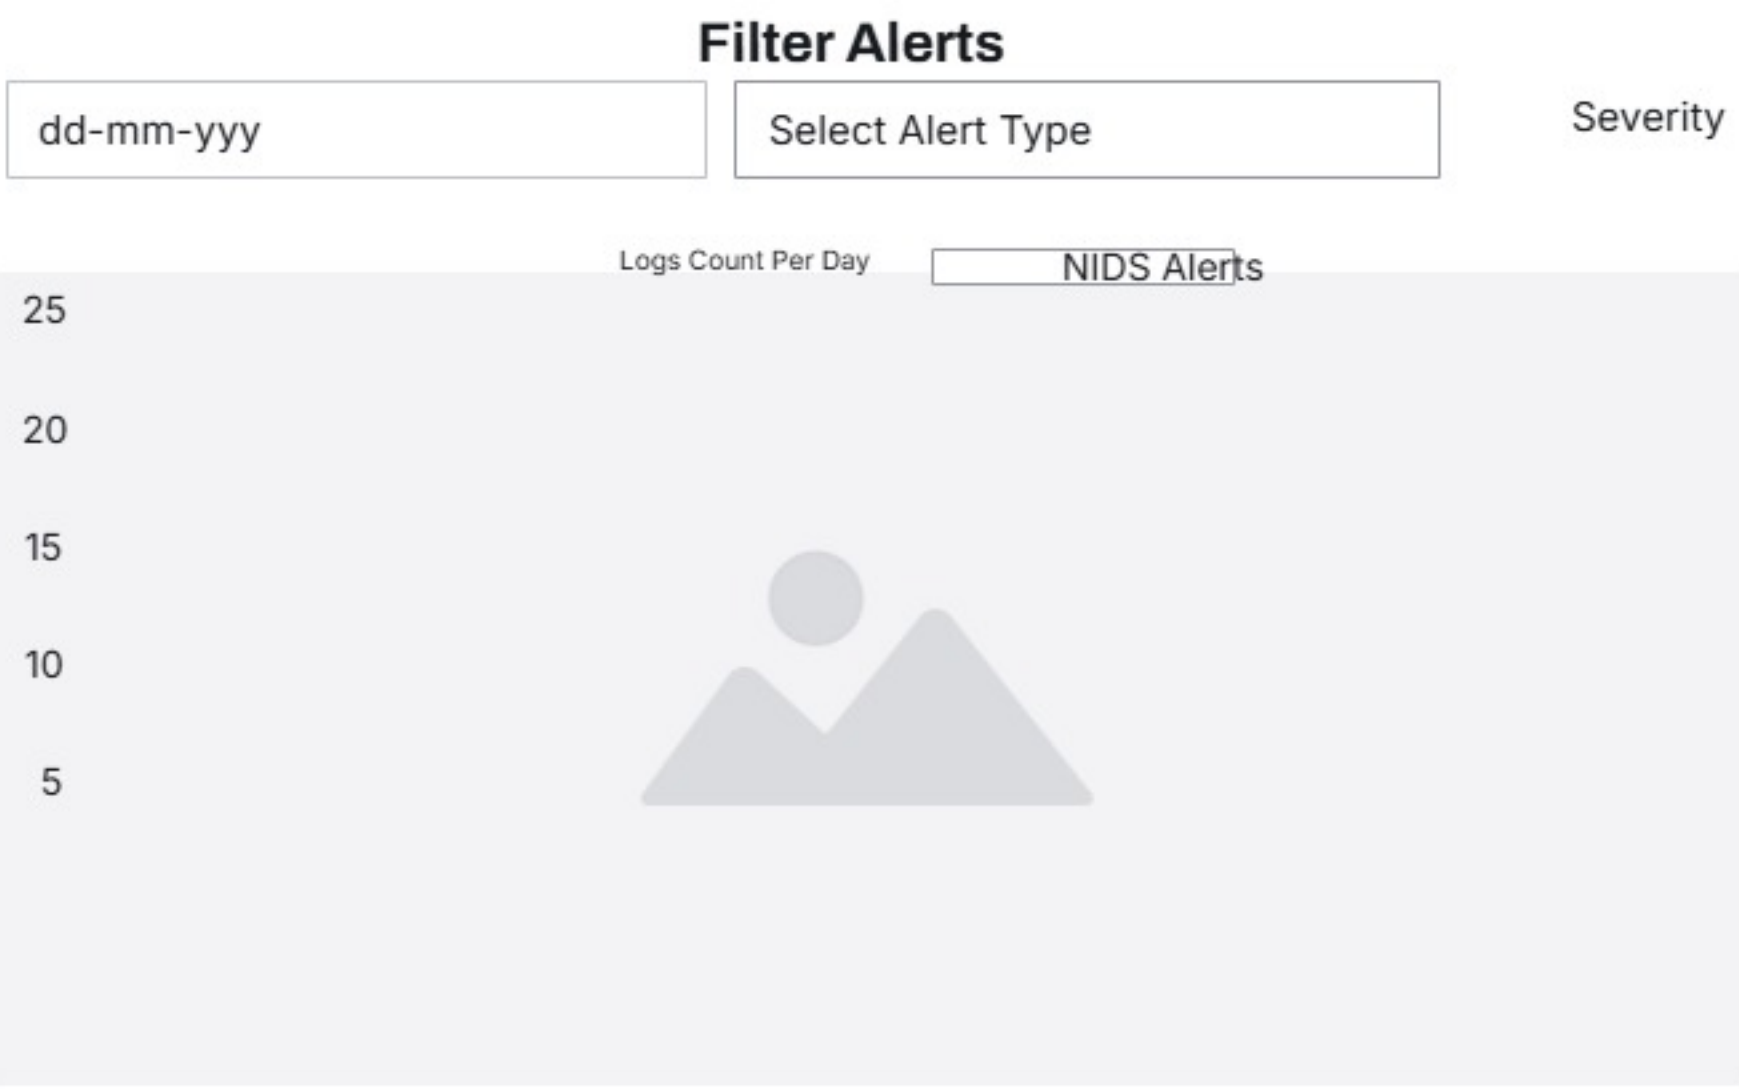 Filter Alerts
dd-mm-yyy
Select Alert Type
Severity
Logs Count Per Day
NIDS Alerts
25
20
15
10
5